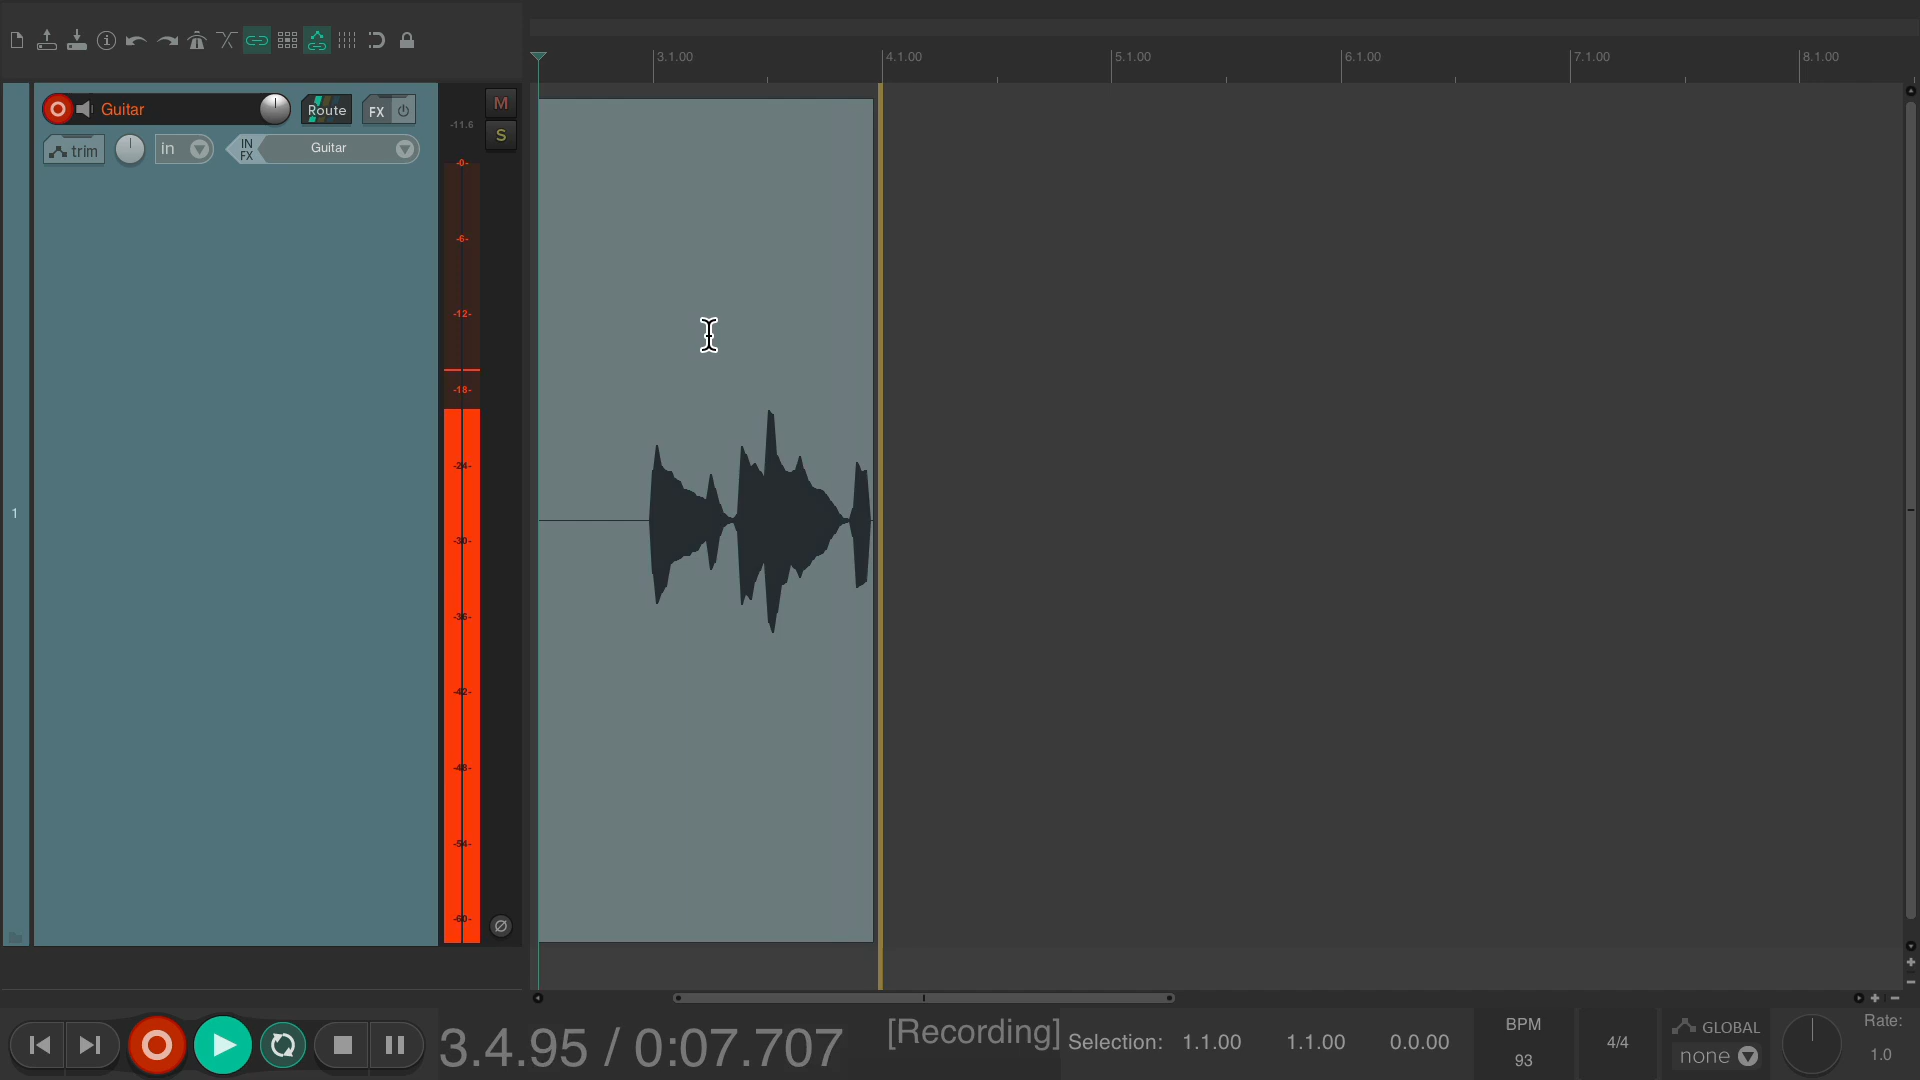 3.1.00 4.1.00 5.1.00 6.1.00 7.1.00 8.1.00
Guitar Route FX
M
-11.6
S
trim in IN FX Guitar
-0-
-6-
-12-
-18-
-24-
-30-
-36-
-42-
-48-
-54-
-60-
1
3.4.95 / 0:07.707 [Recording] Selection: 1.1.00 1.1.00 0.0.00
BPM
93
4/4
GLOBAL
none
Rate:
1.0